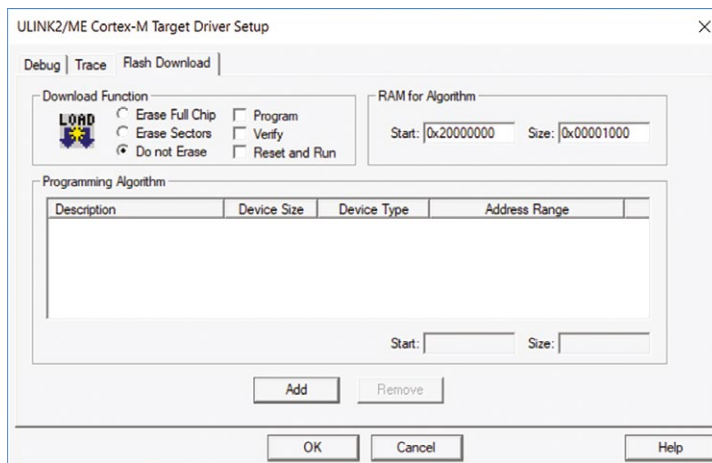 ULINK2/ME Cortex-M Target Driver Setup
Debug Trace Flash Download
Download Function
LOAD
Erase Full Chip Program
Erase Sectors Verify
Do not Erase Reset and Run
RAM for Algorithm
Start: 0x20000000 Size: 0x00001000
Programming Algorithm
Description Device Size Device Type Address Range
Start: Size:
Add Remove
OK Cancel Help